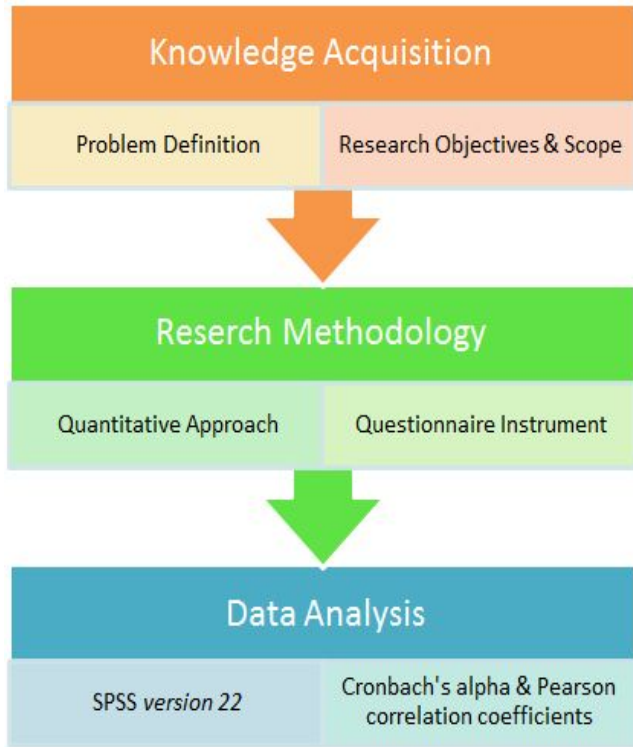 Knowledge Acquisition
Problem Definition
Research Objectives & Scope
Reserch Methodology
Quantitative Approach
Questionnaire Instrument
Data Analysis
SPSS version 22
Cronbach's alpha & Pearson
correlation coefficients